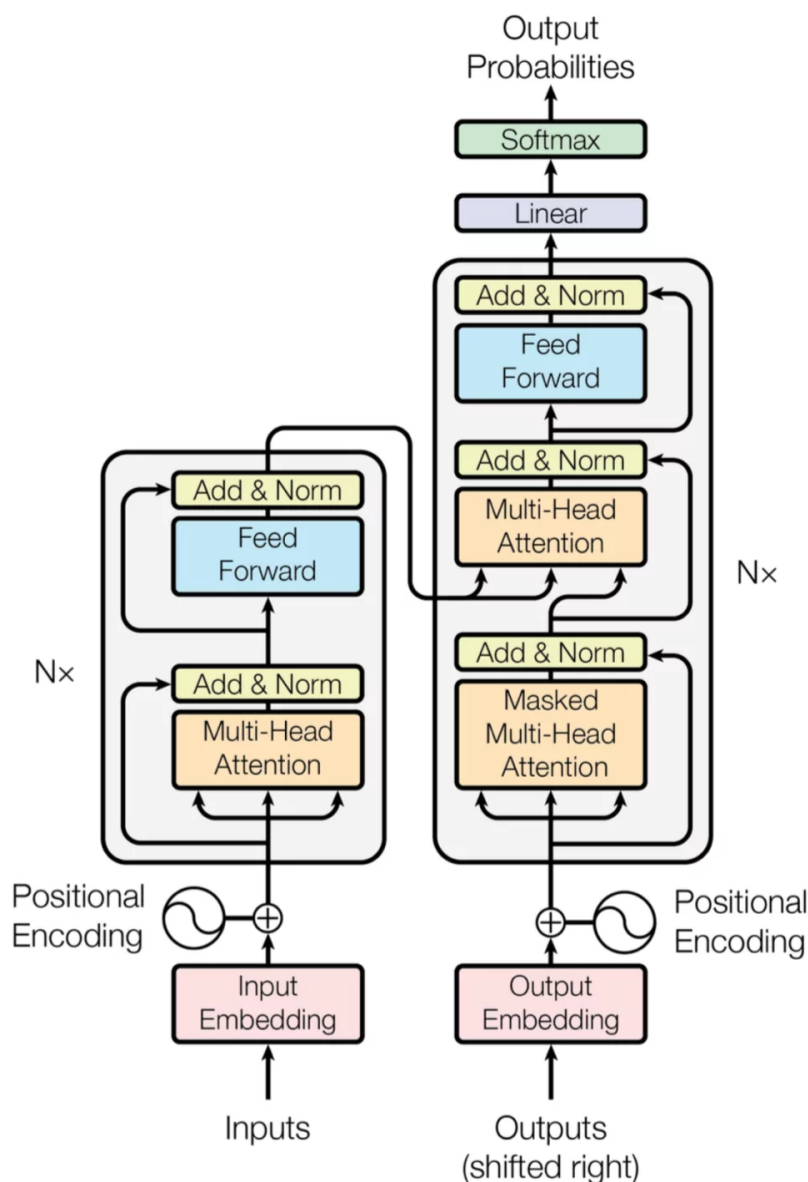 Output
Probabilities
Softmax
Linear
Add & Norm
Feed
Forward
Add & Norm
Multi-Head
Attention
Add & Norm
Masked
Multi-Head
Attention
N×
Add & Norm
Feed
Forward
Add & Norm
Multi-Head
Attention
N×
Positional
Encoding
Positional
Encoding
Input
Embedding
Output
Embedding
Inputs
Outputs
(shifted right)